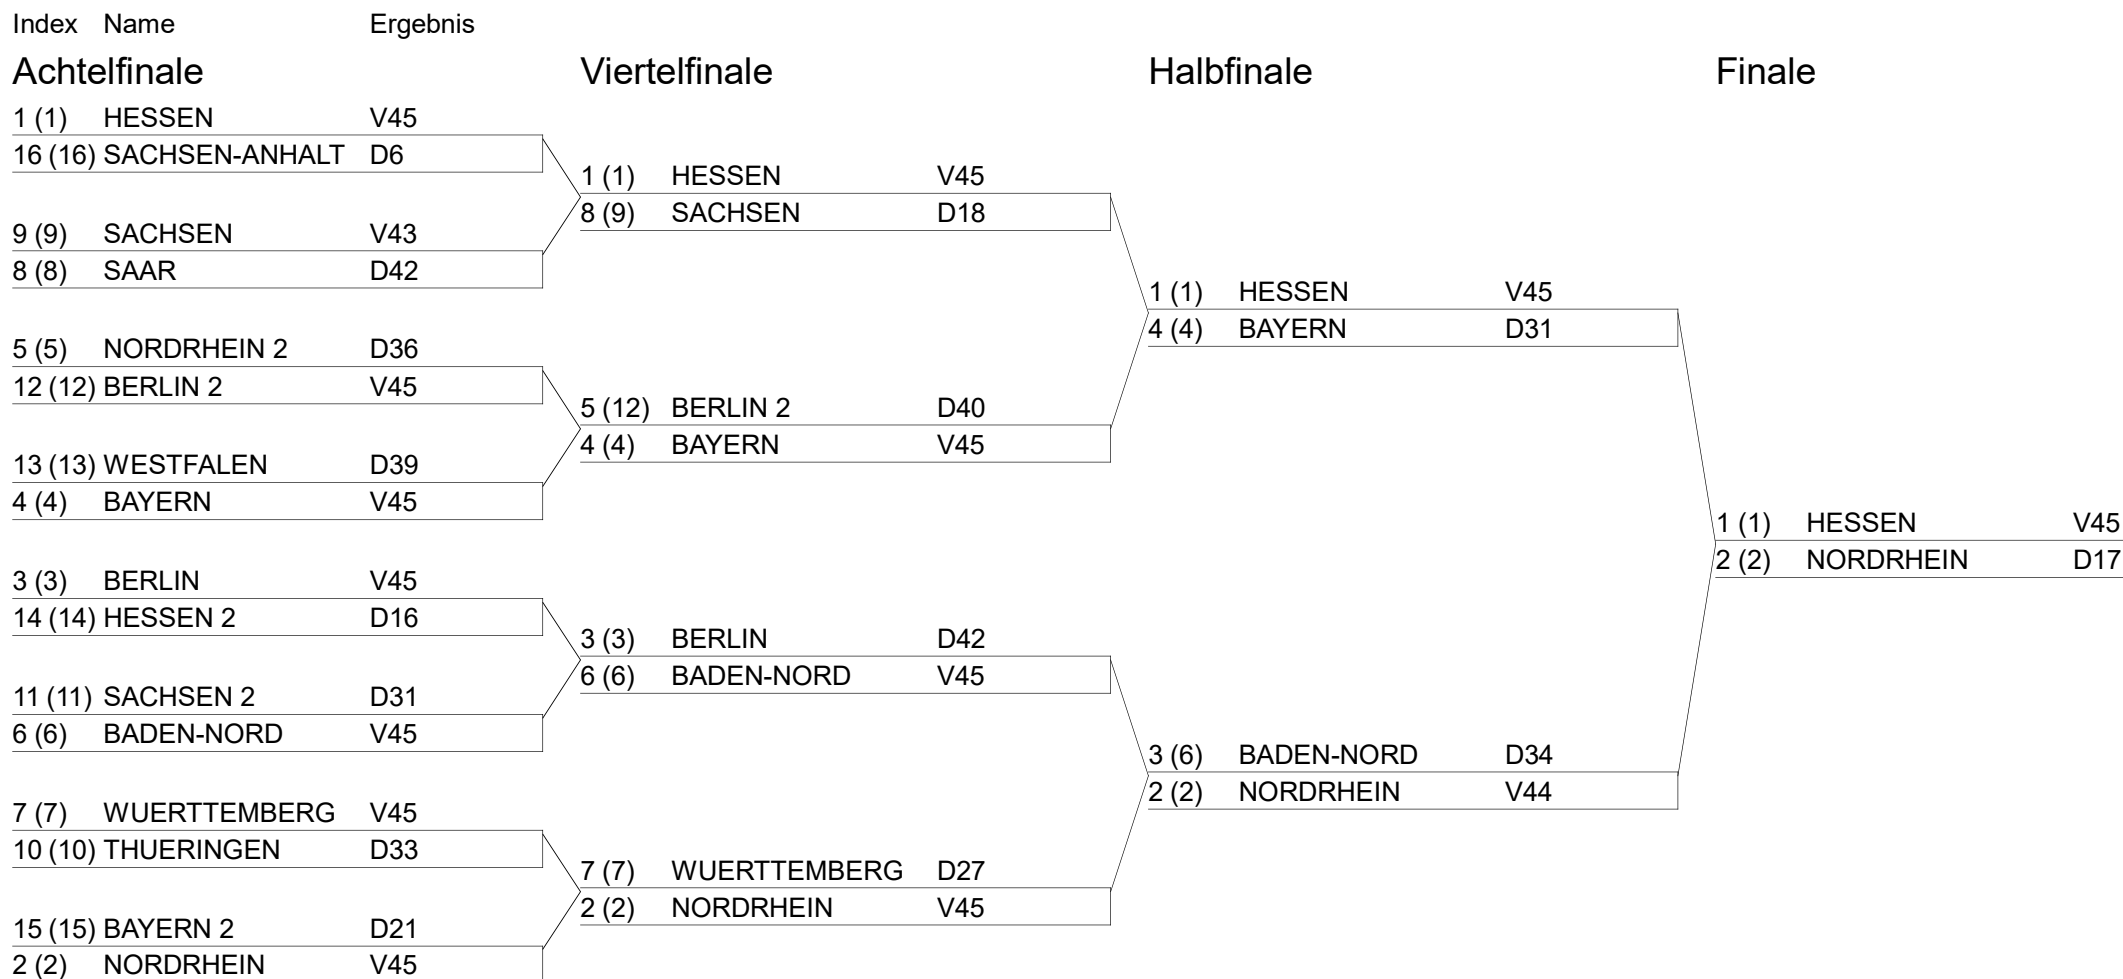 Index Name Ergebnis
Achtelfinale Viertelfinale Halbfinale Finale
1 (1) HESSEN V45
16 (16) SACHSEN-ANHALT D6
9 (9) SACHSEN V43
8 (8) SAAR D42
5 (5) NORDRHEIN 2 D36
12 (12) BERLIN 2 V45
13 (13) WESTFALEN D39
4 (4) BAYERN V45
3 (3) BERLIN V45
14 (14) HESSEN 2 D16
11 (11) SACHSEN 2 D31
6 (6) BADEN-NORD V45
7 (7) WUERTTEMBERG V45
10 (10) THUERINGEN D33
15 (15) BAYERN 2 D21
2 (2) NORDRHEIN V45
1 (1) HESSEN V45
8 (9) SACHSEN D18
5 (12) BERLIN 2 D40
4 (4) BAYERN V45
3 (3) BERLIN D42
6 (6) BADEN-NORD V45
7 (7) WUERTTEMBERG D27
2 (2) NORDRHEIN V45
1 (1) HESSEN V45
4 (4) BAYERN D31
3 (6) BADEN-NORD D34
2 (2) NORDRHEIN V44
1 (1) HESSEN V45
2 (2) NORDRHEIN D17